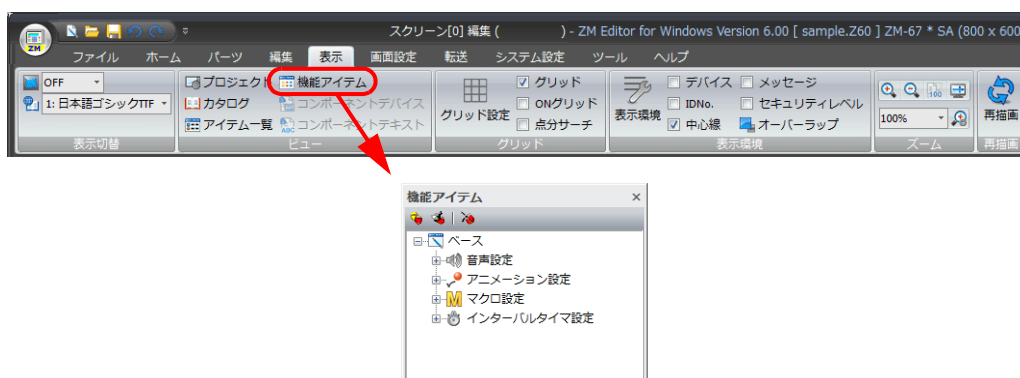 スクリーン[0] 編集 ( ) - ZM Editor for Windows Version 6.00 [ sample.Z60 ] ZM-67 * SA (800 x 600
ZM
ファイル ホーム パーツ 編集 表示 画面設定 転送 システム設定 ツール ヘルプ
OFF プロジェクト 機能アイテム グリッド デバイス メッセージ
1: 日本語ゴシックTTF カタログ コンポーネントデバイス グリッド設定 ONグリッド 表示環境 IDNo. セキュリティレベル 再描画
アイテム一覧 コンポーネントテキスト 点分サーチ 中心線 オーバーラップ 100%
表示切替 ビュー グリッド 表示環境 ズーム 再描画
機能アイテム
ベース
音声設定
アニメーション設定
マクロ設定
インターバルタイマ設定